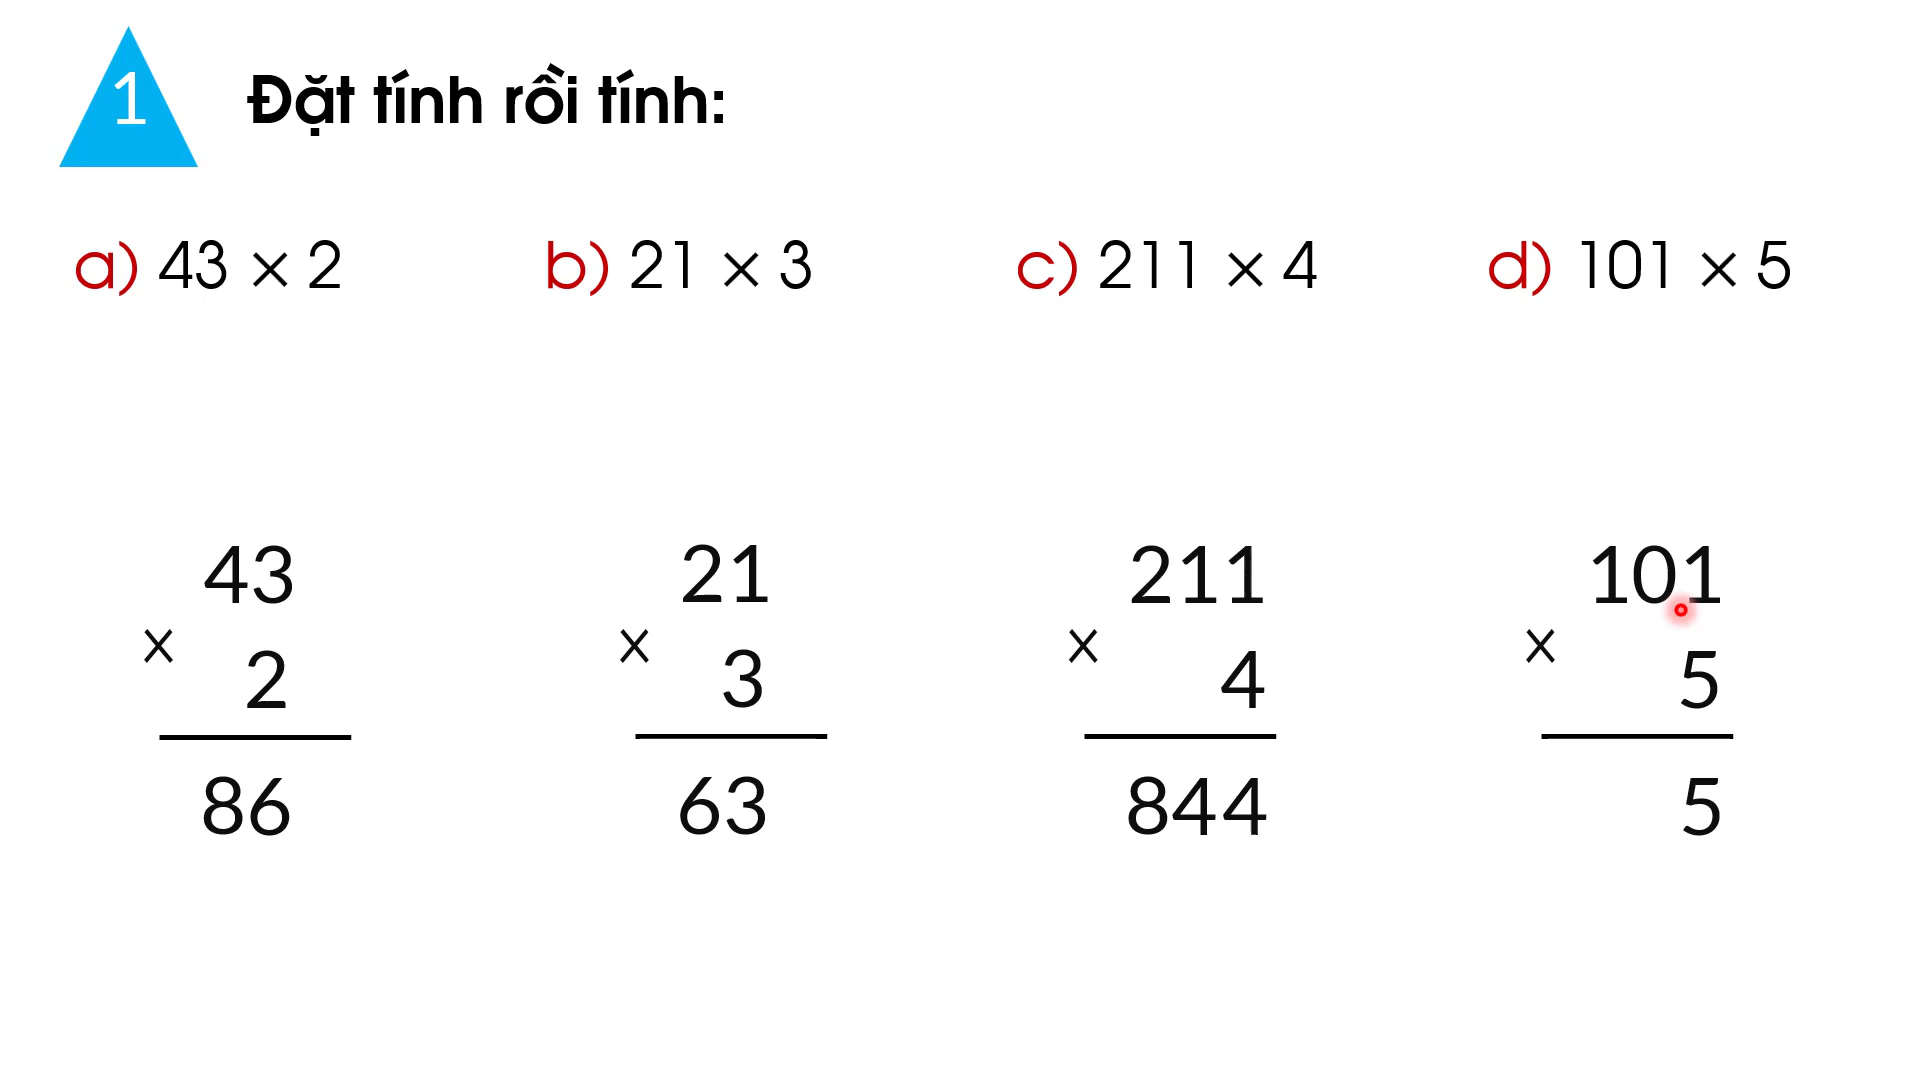 1 Đặt tính rồi tính:
a) 43 × 2 b) 21 × 3 c) 211 × 4 d) 101 × 5
43 21 211 101
× × × ×
2 3 4 5
86 63 844 5